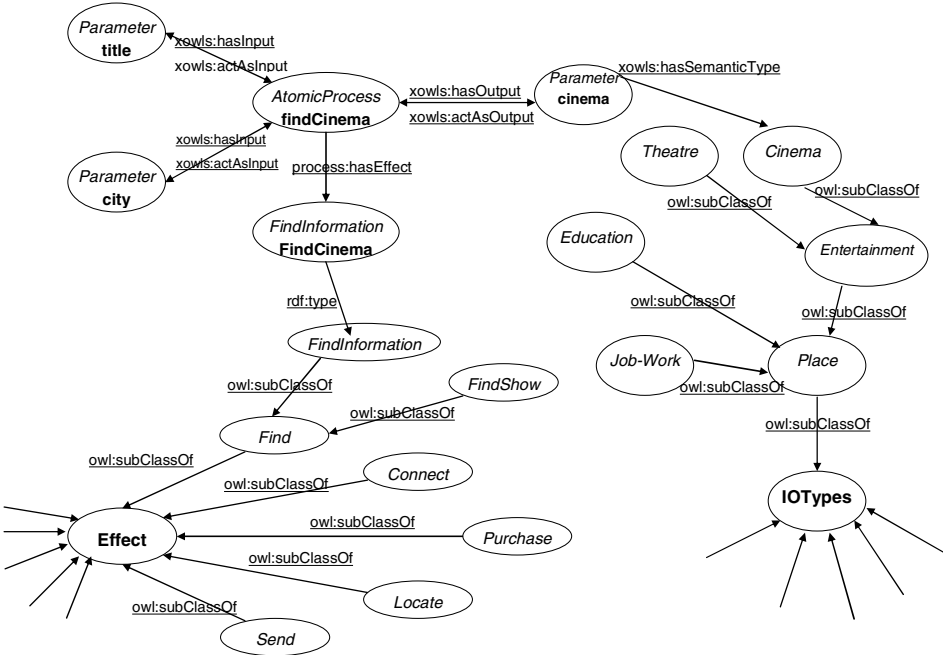 Parameter
title
xowls:hasInput
xowls:actAsInput
AtomicProcess
findCinema
xowls:hasOutput
xowls:actAsOutput
Parameter
cinema
xowls:hasSemanticType
xowls:hasInput
xowls:actAsInput
Parameter
city
process:hasEffect
Theatre
Cinema
owl:subClassOf
owl:subClassOf
FindInformation
FindCinema
Education
Entertainment
rdf:type
owl:subClassOf
owl:subClassOf
FindInformation
Job-Work
Place
owl:subClassOf
owl:subClassOf
FindShow
owl:subClassOf
owl:subClassOf
Find
owl:subClassOf
Connect
owl:subClassOf
IOTypes
Effect
owl:subClassOf
Purchase
owl:subClassOf
Locate
owl:subClassOf
Send